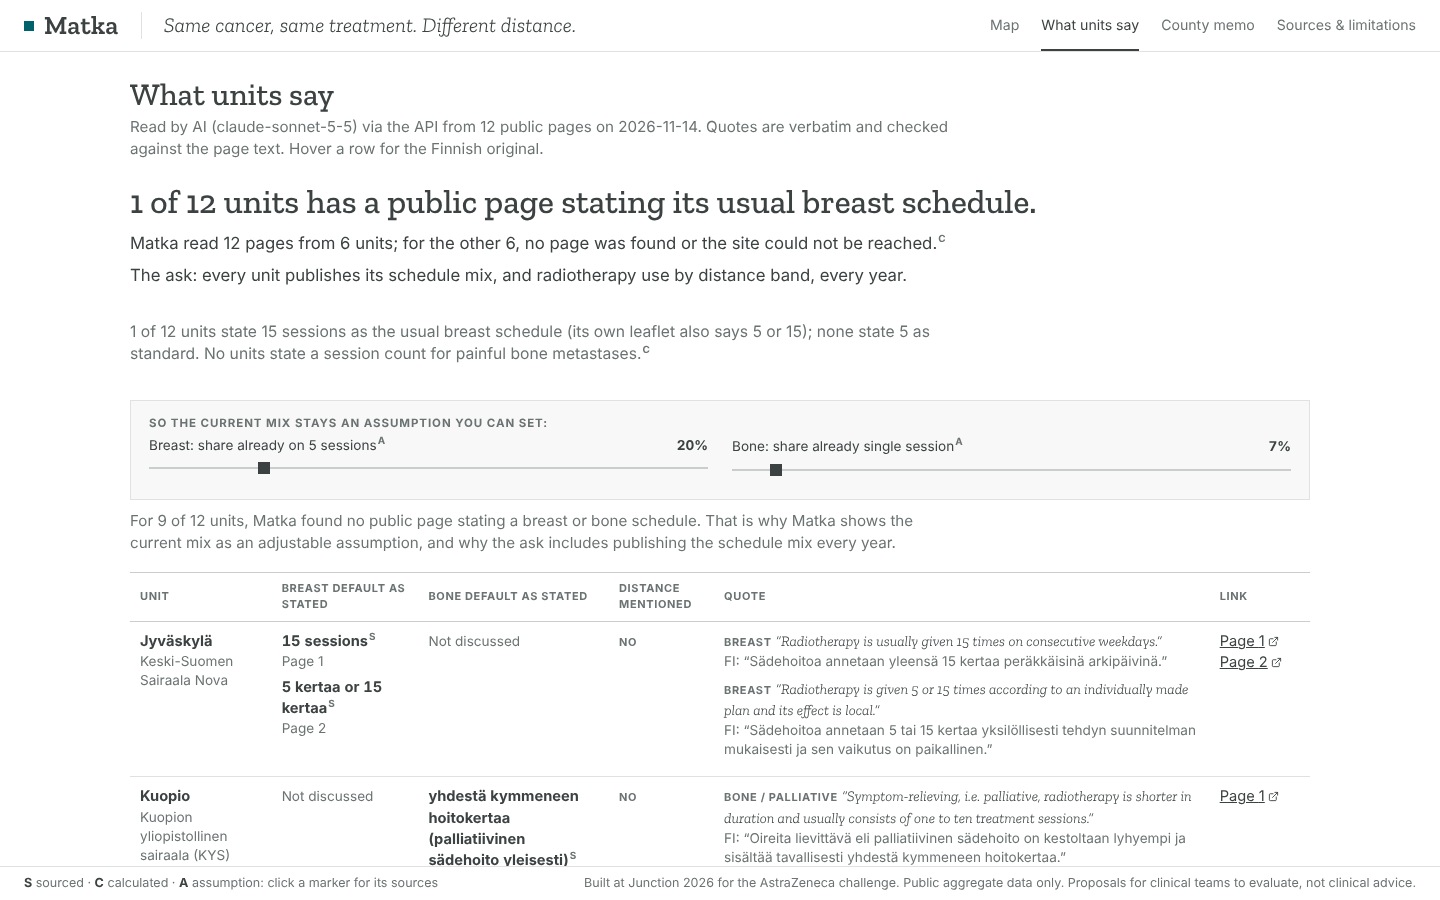 Matka
Same cancer, same treatment. Different distance.
Map
What units say
County memo
Sources & limitations
What units say
Read by AI (claude-sonnet-5-5) via the API from 12 public pages on 2026-11-14. Quotes are verbatim and checked
against the page text. Hover a row for the Finnish original.
1 of 12 units has a public page stating its usual breast schedule.
Matka read 12 pages from 6 units; for the other 6, no page was found or the site could not be reached.C
The ask: every unit publishes its schedule mix, and radiotherapy use by distance band, every year.
1 of 12 units state 15 sessions as the usual breast schedule (its own leaflet also says 5 or 15); none state 5 as
standard. No units state a session count for painful bone metastases.C
SO THE CURRENT MIX STAYS AN ASSUMPTION YOU CAN SET:
Breast: share already on 5 sessionsA 20%
Bone: share already single sessionA 7%
For 9 of 12 units, Matka found no public page stating a breast or bone schedule. That is why Matka shows the
current mix as an adjustable assumption, and why the ask includes publishing the schedule mix every year.
UNIT
BREAST DEFAULT AS
STATED
BONE DEFAULT AS STATED
DISTANCE
MENTIONED
QUOTE
LINK
Jyväskylä
Keski-Suomen
Sairaala Nova
15 sessionsS
Page 1
5 kertaa or 15
kertaaS
Page 2
Not discussed
NO
BREAST “Radiotherapy is usually given 15 times on consecutive weekdays.”
FI: “Sädehoitoa annetaan yleensä 15 kertaa peräkkäisinä arkipäivinä.”
BREAST “Radiotherapy is given 5 or 15 times according to an individually made
plan and its effect is local.”
FI: “Sädehoitoa annetaan 5 tai 15 kertaa yksilöllisesti tehdyn suunnitelman
mukaisesti ja sen vaikutus on paikallinen.”
Page 1
Page 2
Kuopio
Kuopion
yliopistollinen
sairaala (KYS)
Not discussed
yhdestä kymmeneen
hoitokertaa
(palliatiivinen
sädehoito yleisesti)S
NO
BONE / PALLIATIVE “Symptom-relieving, i.e. palliative, radiotherapy is shorter in
duration and usually consists of one to ten treatment sessions.”
FI: “Oireita lievittävä eli palliatiivinen sädehoito on kestoltaan lyhyempi ja
sisältää tavallisesti yhdestä kymmeneen hoitokertaa.”
Page 1
S sourced · C calculated · A assumption: click a marker for its sources
Built at Junction 2026 for the AstraZeneca challenge. Public aggregate data only. Proposals for clinical teams to evaluate, not clinical advice.